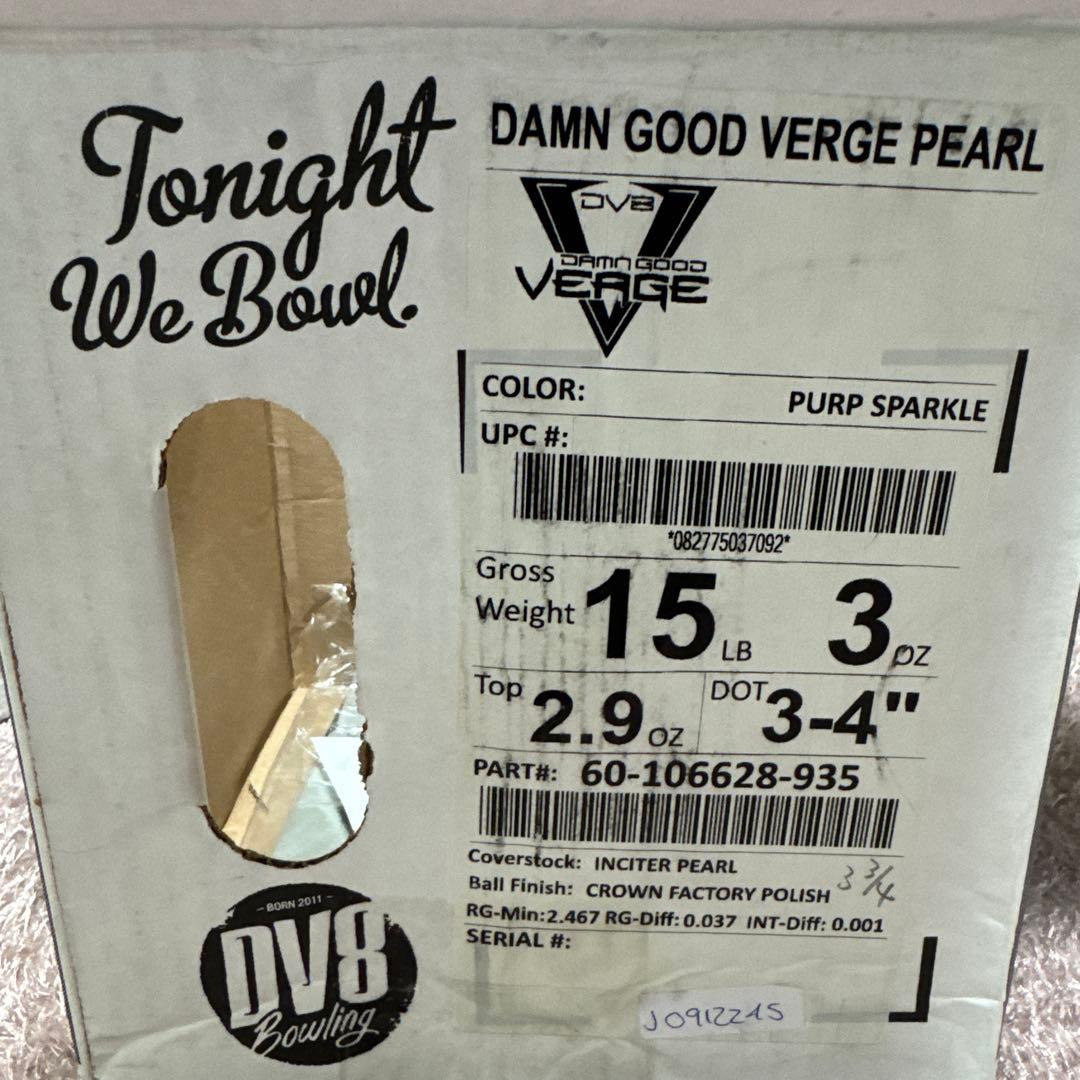 Tonight
We Bowl.
DAMN GOOD VERGE PEARL
DV8
DAMN GOOD
VERGE
COLOR: PURP SPARKLE
UPC #:
*082775037092*
Gross
Weight 15 LB 3 OZ
Top 2.9 OZ DOT 3-4"
PART#: 60-106628-935
Coverstock: INCITER PEARL
3 3/4
Ball Finish: CROWN FACTORY POLISH
RG-Min:2.467 RG-Diff: 0.037 INT-Diff: 0.001
SERIAL #:
J0912245
- BORN 2011 -
DV8
Bowling